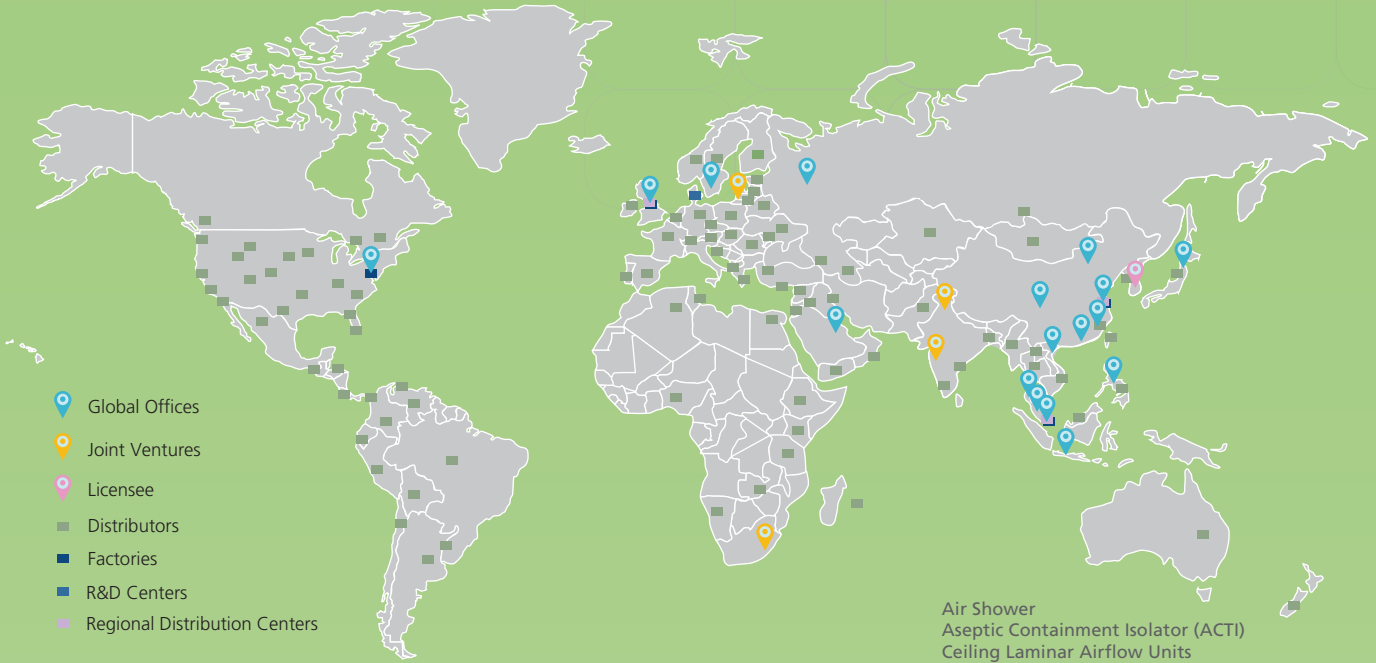 Global Offices
Joint Ventures
Licensee
Distributors
Factories
R&D Centers
Regional Distribution Centers
Air Shower
Aseptic Containment Isolator (ACTI)
Ceiling Laminar Airflow Units